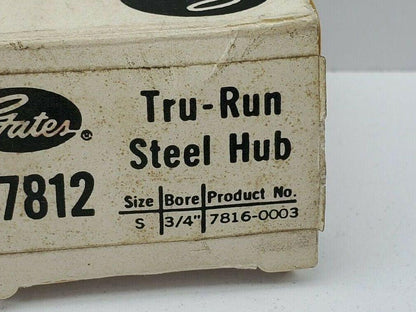 Gates®
Tru-Run
Steel Hub
7812
Size Bore Product No.
S 3/4" 7816-0003